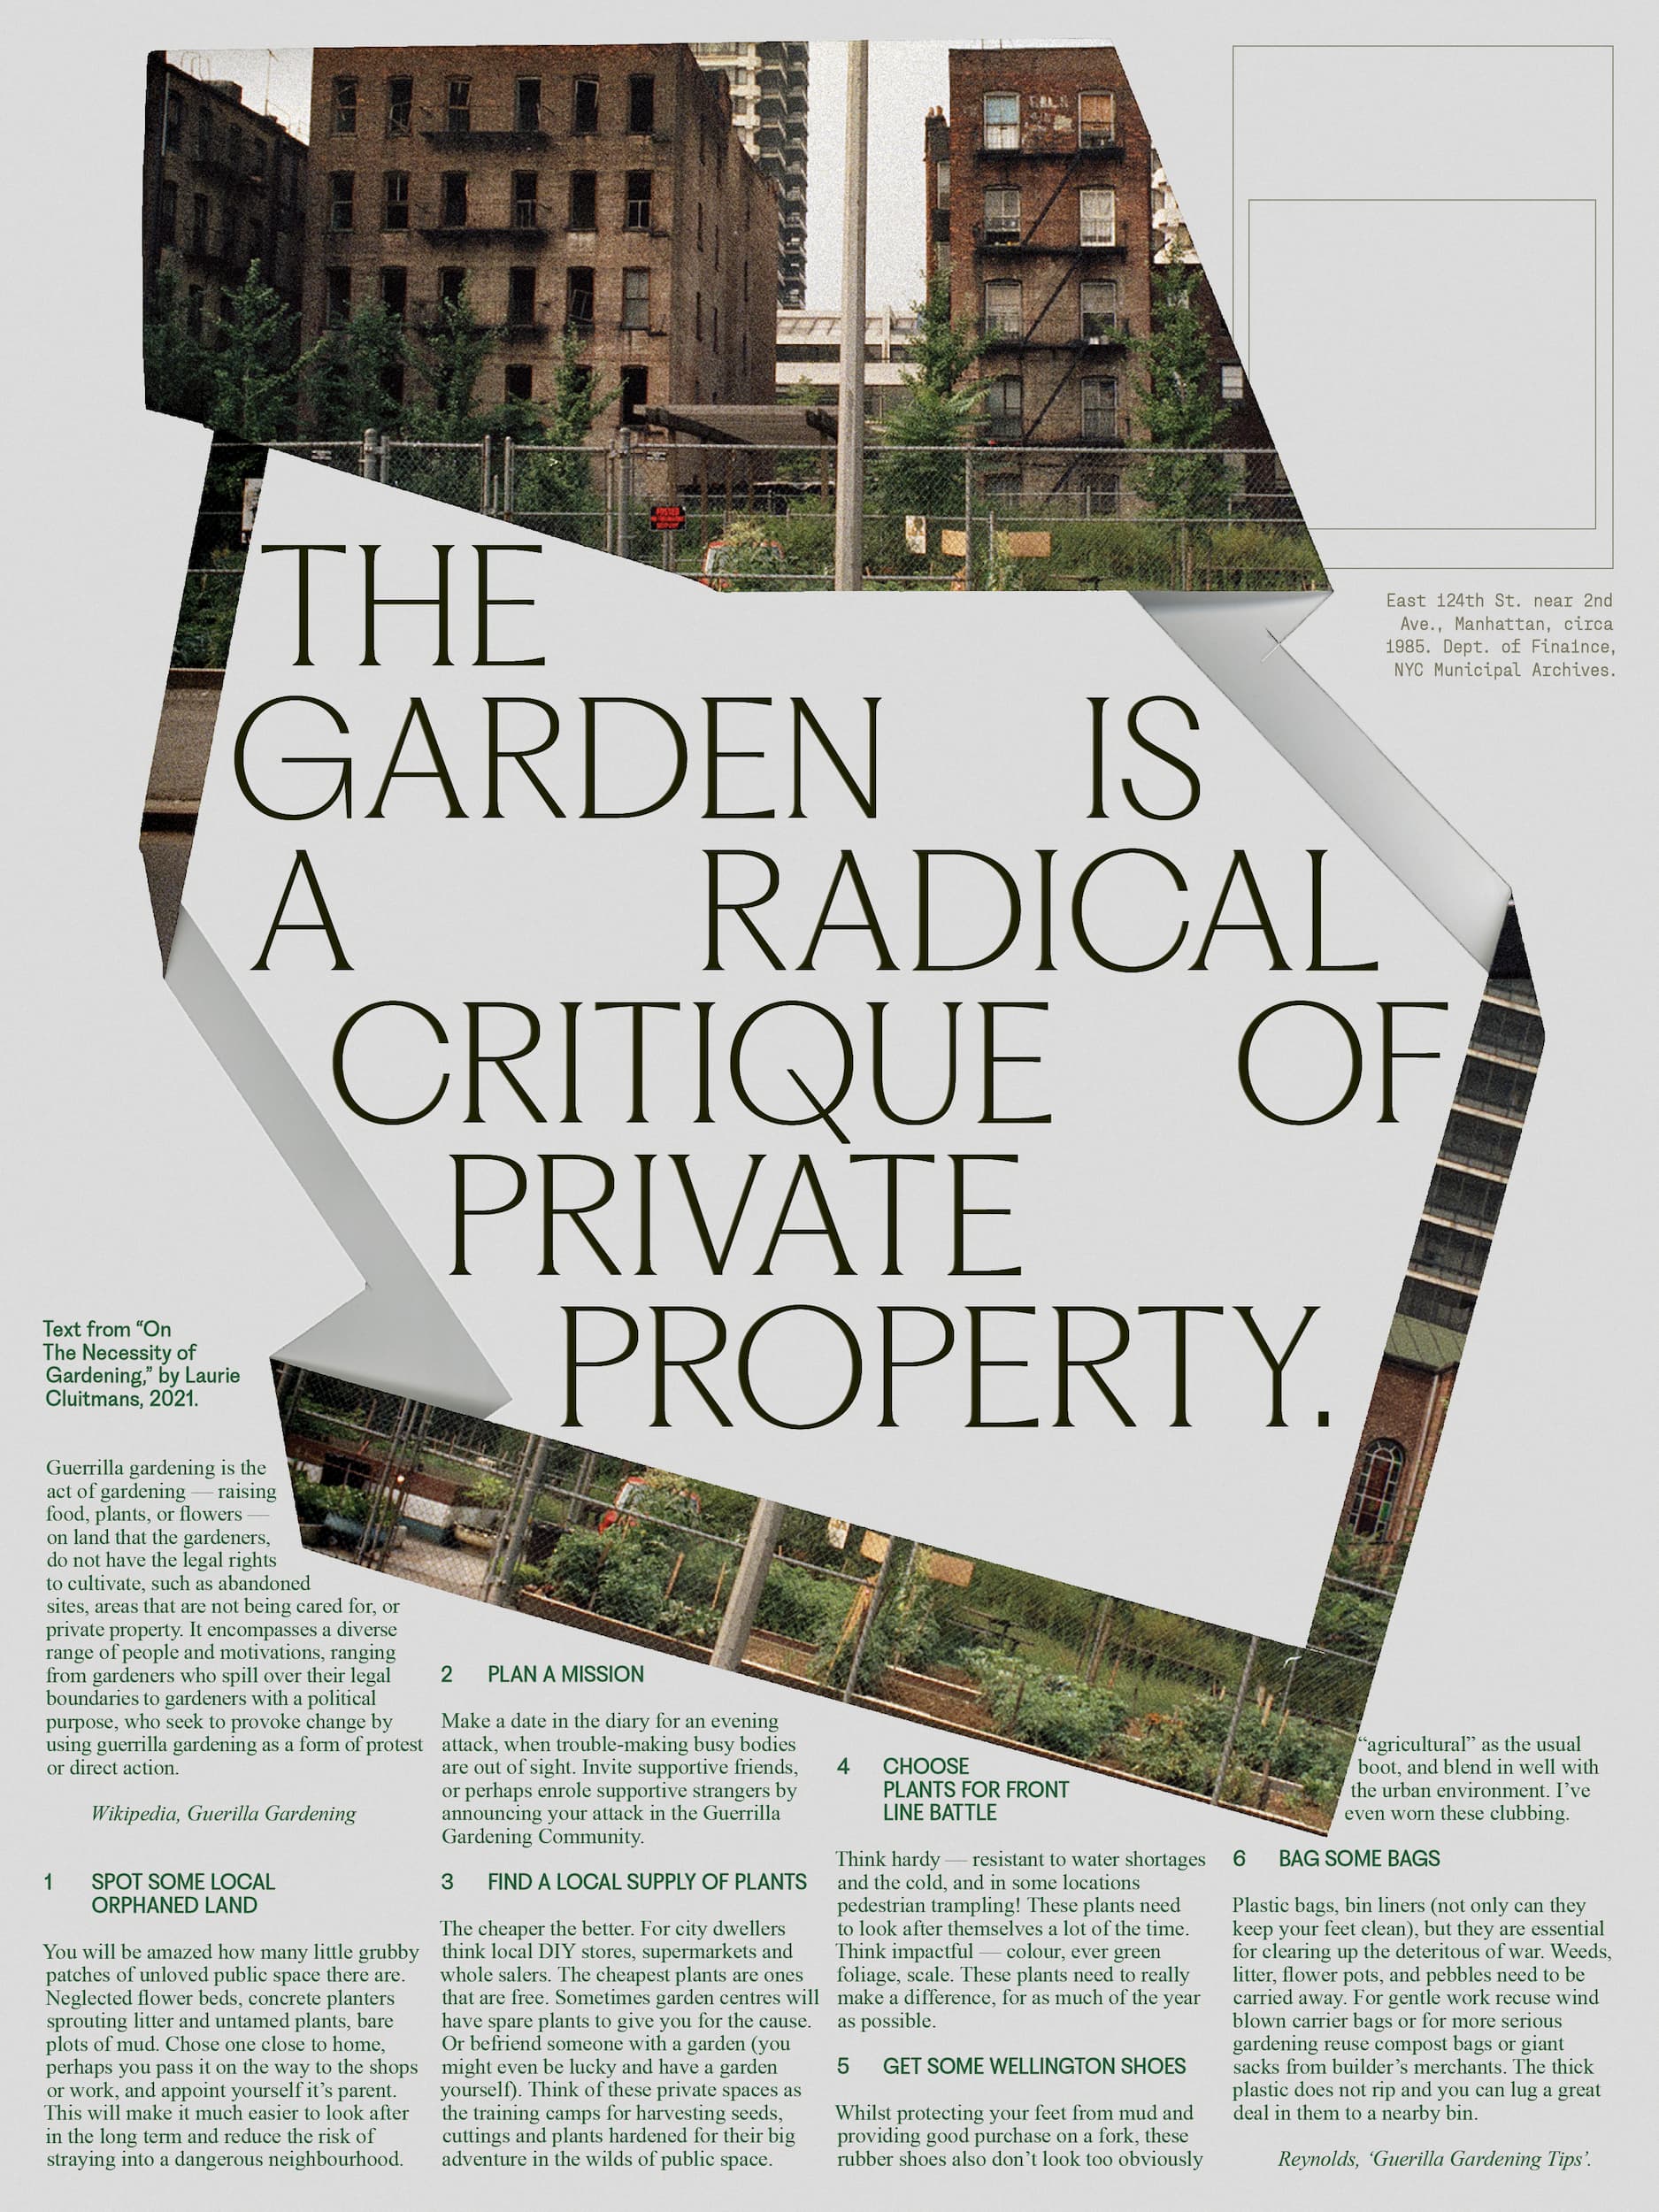 East 124th St. near 2nd
Ave., Manhattan, circa
1985. Dept. of Fina1nce,
NYC Municipal Archives.
THE
GARDEN IS
A RADICAL
CRITIQUE OF
PRIVATE
PROPERTY.
Text from “On
The Necessity of
Gardening,” by Laurie
Cluitmans, 2021.
Guerrilla gardening is the
act of gardening — raising
food, plants, or flowers —
on land that the gardeners,
do not have the legal rights
to cultivate, such as abandoned
sites, areas that are not being cared for, or
private property. It encompasses a diverse
range of people and motivations, ranging
from gardeners who spill over their legal
boundaries to gardeners with a political
purpose, who seek to provoke change by
using guerrilla gardening as a form of protest
or direct action.
Wikipedia, Guerilla Gardening
1 SPOT SOME LOCAL
ORPHANED LAND
You will be amazed how many little grubby
patches of unloved public space there are.
Neglected flower beds, concrete planters
sprouting litter and untamed plants, bare
plots of mud. Chose one close to home,
perhaps you pass it on the way to the shops
or work, and appoint yourself it’s parent.
This will make it much easier to look after
in the long term and reduce the risk of
straying into a dangerous neighbourhood.
2 PLAN A MISSION
Make a date in the diary for an evening
attack, when trouble-making busy bodies
are out of sight. Invite supportive friends,
or perhaps enrole supportive strangers by
announcing your attack in the Guerrilla
Gardening Community.
3 FIND A LOCAL SUPPLY OF PLANTS
The cheaper the better. For city dwellers
think local DIY stores, supermarkets and
whole salers. The cheapest plants are ones
that are free. Sometimes garden centres will
have spare plants to give you for the cause.
Or befriend someone with a garden (you
might even be lucky and have a garden
yourself). Think of these private spaces as
the training camps for harvesting seeds,
cuttings and plants hardened for their big
adventure in the wilds of public space.
4 CHOOSE
PLANTS FOR FRONT
LINE BATTLE
Think hardy — resistant to water shortages
and the cold, and in some locations
pedestrian trampling! These plants need
to look after themselves a lot of the time.
Think impactful — colour, ever green
foliage, scale. These plants need to really
make a difference, for as much of the year
as possible.
5 GET SOME WELLINGTON SHOES
Whilst protecting your feet from mud and
providing good purchase on a fork, these
rubber shoes also don’t look too obviously
“agricultural” as the usual
boot, and blend in well with
the urban environment. I’ve
even worn these clubbing.
6 BAG SOME BAGS
Plastic bags, bin liners (not only can they
keep your feet clean), but they are essential
for clearing up the deteritous of war. Weeds,
litter, flower pots, and pebbles need to be
carried away. For gentle work recuse wind
blown carrier bags or for more serious
gardening reuse compost bags or giant
sacks from builder’s merchants. The thick
plastic does not rip and you can lug a great
deal in them to a nearby bin.
Reynolds, ‘Guerilla Gardening Tips’.